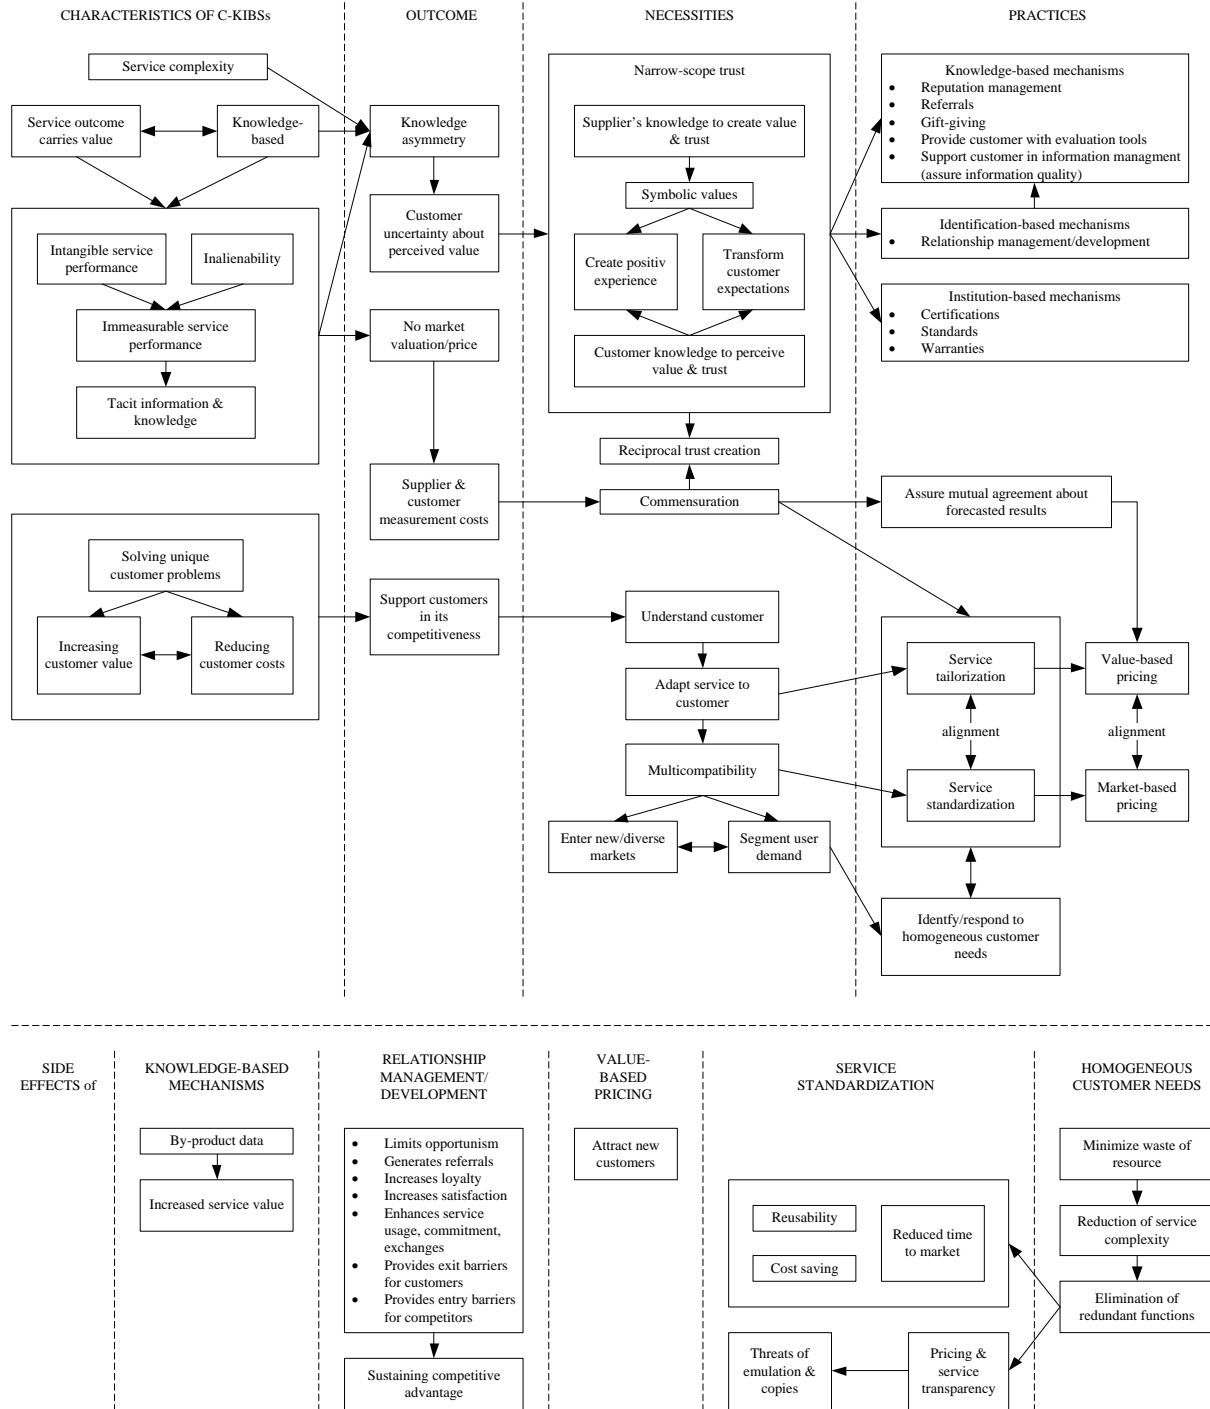 CHARACTERISTICS OF C-KIBSs
OUTCOME
NECESSITIES
PRACTICES
Service complexity
Service outcome
carries value
Knowledge-
based
Intangible service
performance
Inalienability
Immeasurable service
performance
Tacit information &
knowledge
Solving unique
customer problems
Increasing
customer value
Reducing
customer costs
Knowledge
asymmetry
Customer
uncertainty about
perceived value
No market
valuation/price
Supplier &
customer
measurement costs
Support customers
in its
competitiveness
Narrow-scope trust
Supplier's knowledge to create value
& trust
Symbolic values
Create positiv
experience
Transform
customer
expectations
Customer knowledge to perceive
value & trust
Reciprocal trust creation
Commensuration
Understand customer
Adapt service to
customer
Multicompatibility
Enter new/diverse
markets
Segment user
demand
Knowledge-based mechanisms
• Reputation management
• Referrals
• Gift-giving
• Provide customer with evaluation tools
• Support customer in information managment
(assure information quality)
Identification-based mechanisms
• Relationship management/development
Institution-based mechanisms
• Certifications
• Standards
• Warranties
Assure mutual agreement about
forecasted results
Service
tailorization
Value-based
pricing
alignment
alignment
Service
standardization
Market-based
pricing
Identfy/respond to
homogeneous customer
needs
SIDE
EFFECTS of
KNOWLEDGE-BASED
MECHANISMS
By-product data
Increased service value
RELATIONSHIP
MANAGEMENT/
DEVELOPMENT
• Limits opportunism
• Generates referrals
• Increases loyalty
• Increases satisfaction
• Enhances service
usage, commitment,
exchanges
• Provides exit barriers
for customers
• Provides entry barriers
for competitors
Sustaining competitive
advantage
VALUE-
BASED
PRICING
Attract new
customers
SERVICE
STANDARDIZATION
Reusability
Cost saving
Reduced time
to market
Threats of
emulation &
copies
Pricing &
service
transparency
HOMOGENEOUS
CUSTOMER NEEDS
Minimize waste of
resource
Reduction of service
complexity
Elimination of
redundant functions